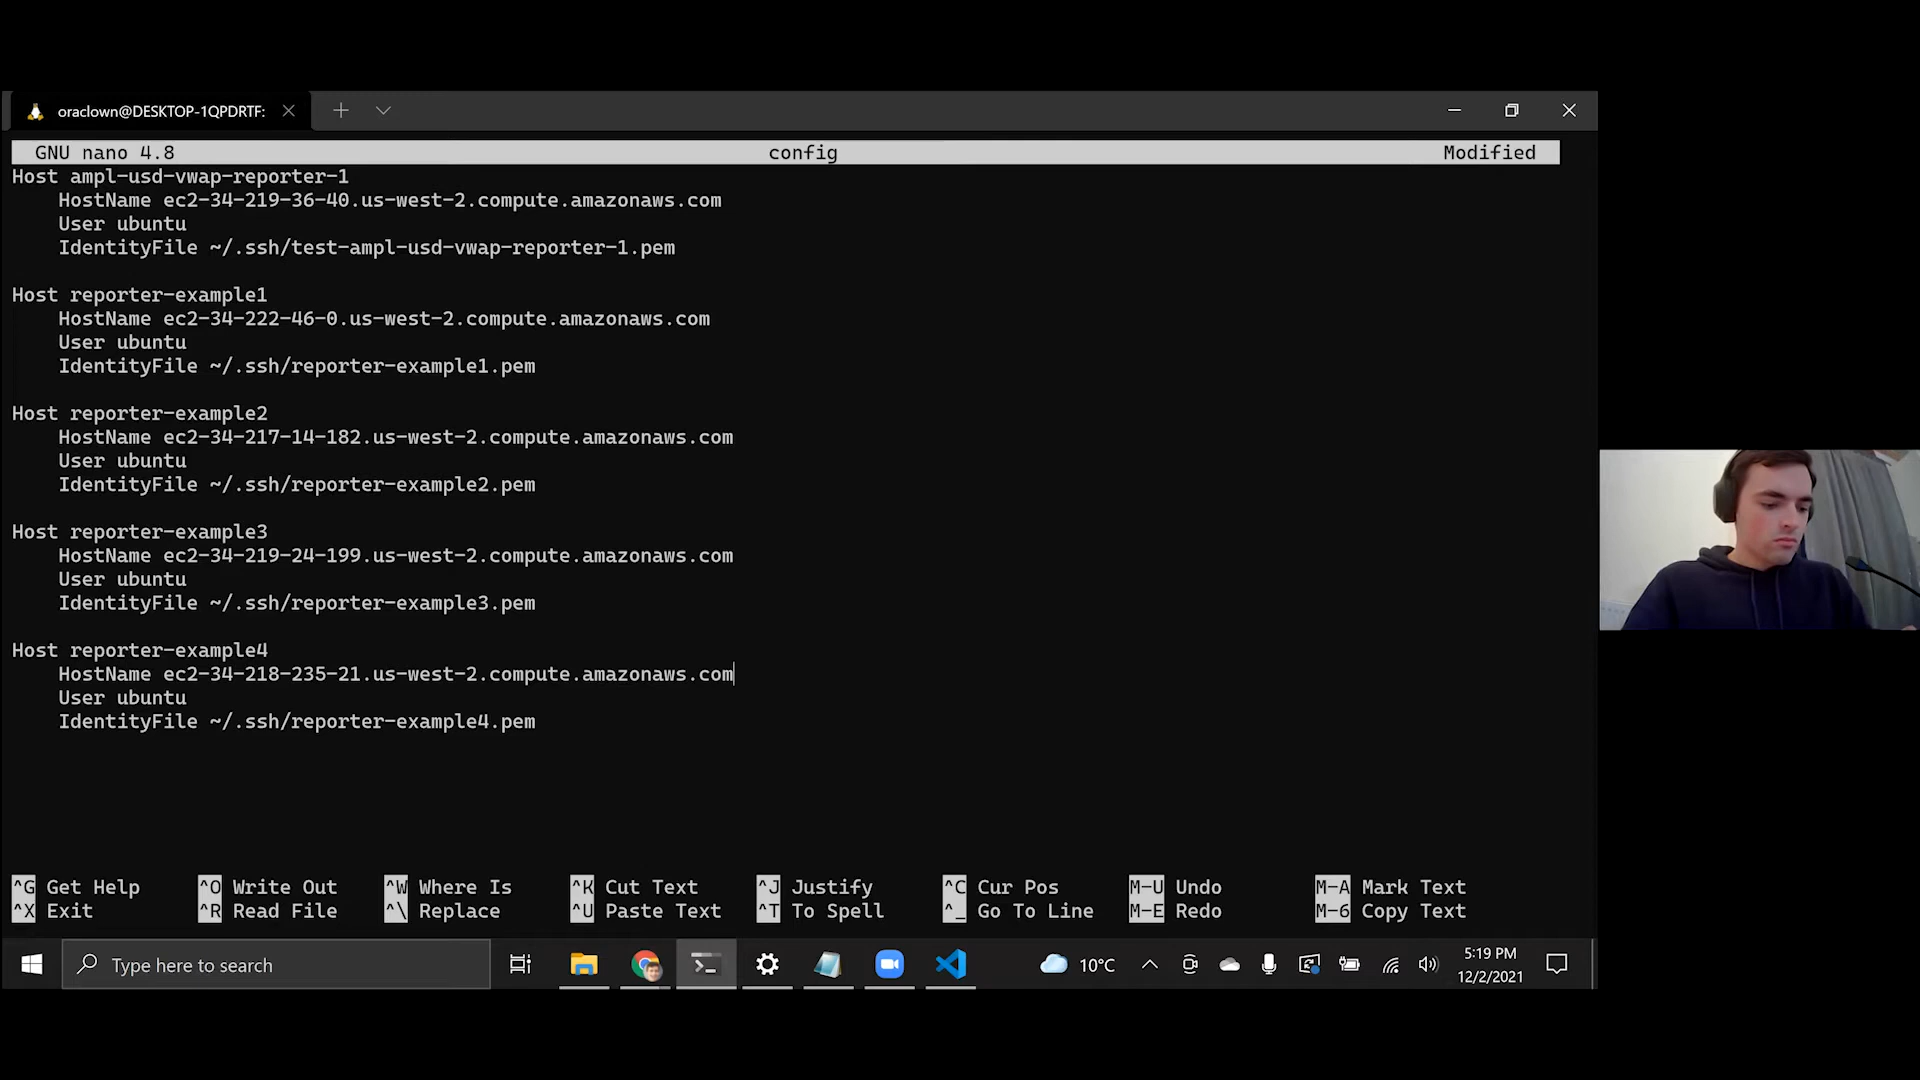 oraclown@DESKTOP-1QPDRTF:
GNU nano 4.8 config Modified
Host ampl-usd-vwap-reporter-1
HostName ec2-34-219-36-40.us-west-2.compute.amazonaws.com
User ubuntu
IdentityFile ~/.ssh/test-ampl-usd-vwap-reporter-1.pem
Host reporter-example1
HostName ec2-34-222-46-0.us-west-2.compute.amazonaws.com
User ubuntu
IdentityFile ~/.ssh/reporter-example1.pem
Host reporter-example2
HostName ec2-34-217-14-182.us-west-2.compute.amazonaws.com
User ubuntu
IdentityFile ~/.ssh/reporter-example2.pem
Host reporter-example3
HostName ec2-34-219-24-199.us-west-2.compute.amazonaws.com
User ubuntu
IdentityFile ~/.ssh/reporter-example3.pem
Host reporter-example4
HostName ec2-34-218-235-21.us-west-2.compute.amazonaws.com
User ubuntu
IdentityFile ~/.ssh/reporter-example4.pem
^G Get Help ^O Write Out ^W Where Is ^K Cut Text ^J Justify ^C Cur Pos M-U Undo M-A Mark Text
^X Exit ^R Read File ^\ Replace ^U Paste Text ^T To Spell ^_ Go To Line M-E Redo M-6 Copy Text
Type here to search 10°C 5:19 PM
12/2/2021